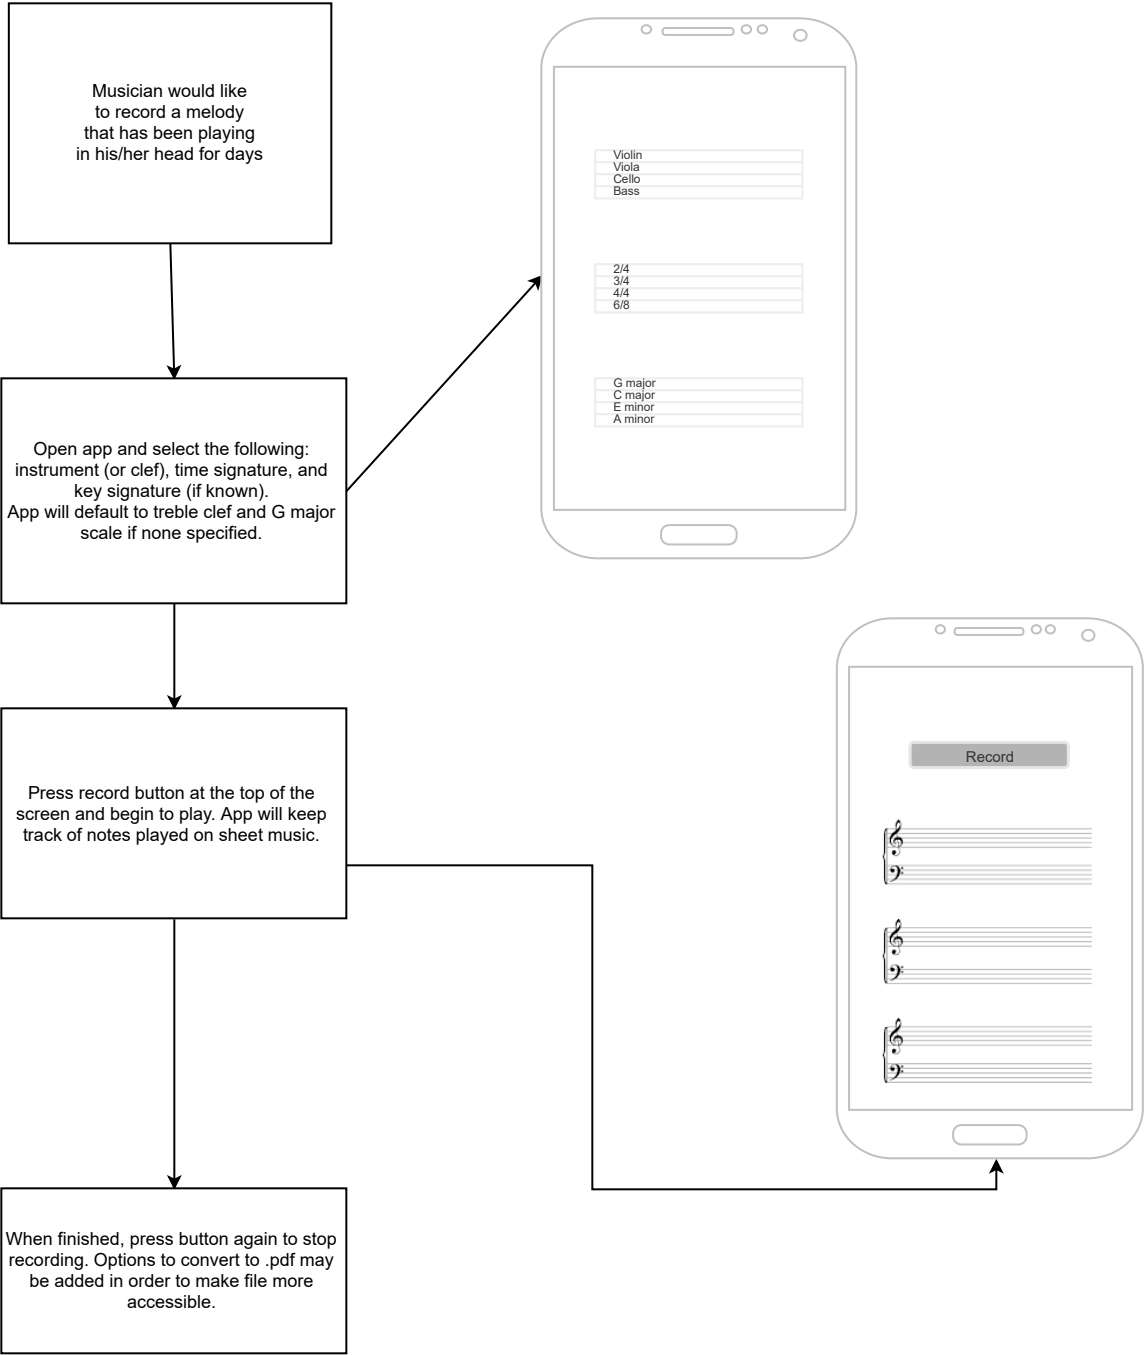 Musician would like
to record a melody
that has been playing
in his/her head for days
Violin
Viola
Cello
Bass
2/4
3/4
4/4
6/8
G major
C major
E minor
A minor
Open app and select the following:
instrument (or clef), time signature, and
key signature (if known).
App will default to treble clef and G major
scale if none specified.
Press record button at the top of the
screen and begin to play. App will keep
track of notes played on sheet music.
Record
When finished, press button again to stop
recording. Options to convert to .pdf may
be added in order to make file more
accessible.